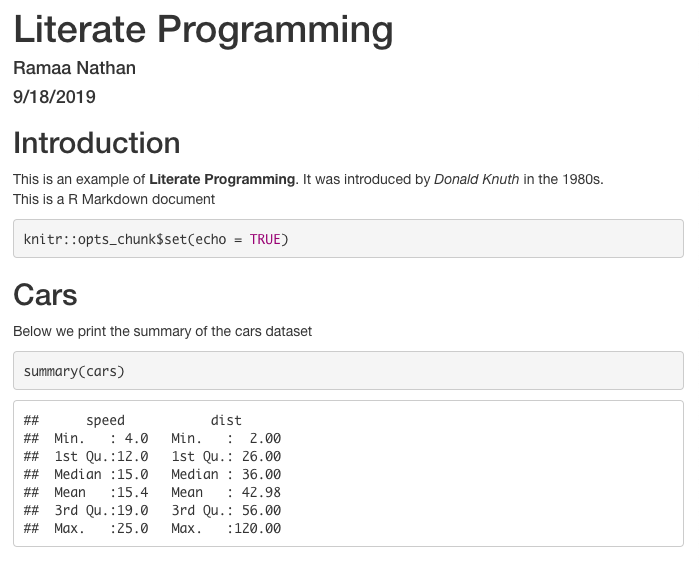 Literate Programming
Ramaa Nathan
9/18/2019
Introduction
This is an example of Literate Programming. It was introduced by Donald Knuth in the 1980s.
This is a R Markdown document
knitr::opts_chunk$set(echo = TRUE)
Cars
Below we print the summary of the cars dataset
summary(cars)
##      speed           dist
##  Min.   : 4.0   Min.   :  2.00
##  1st Qu.:12.0   1st Qu.: 26.00
##  Median :15.0   Median : 36.00
##  Mean   :15.4   Mean   : 42.98
##  3rd Qu.:19.0   3rd Qu.: 56.00
##  Max.   :25.0   Max.   :120.00